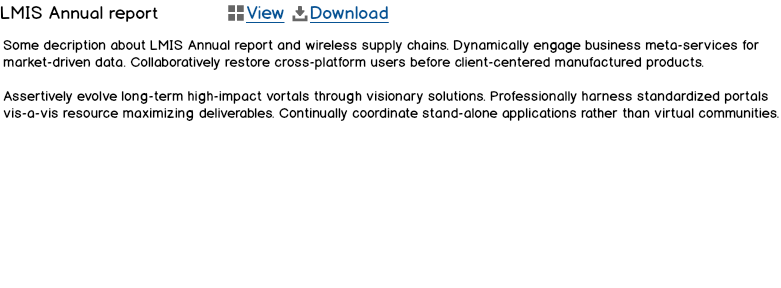 LMIS Annual report View Download
Some decription about LMIS Annual report and wireless supply chains. Dynamically engage business meta-services for
market-driven data. Collaboratively restore cross-platform users before client-centered manufactured products.
Assertively evolve long-term high-impact vortals through visionary solutions. Professionally harness standardized portals
vis-a-vis resource maximizing deliverables. Continually coordinate stand-alone applications rather than virtual communities.